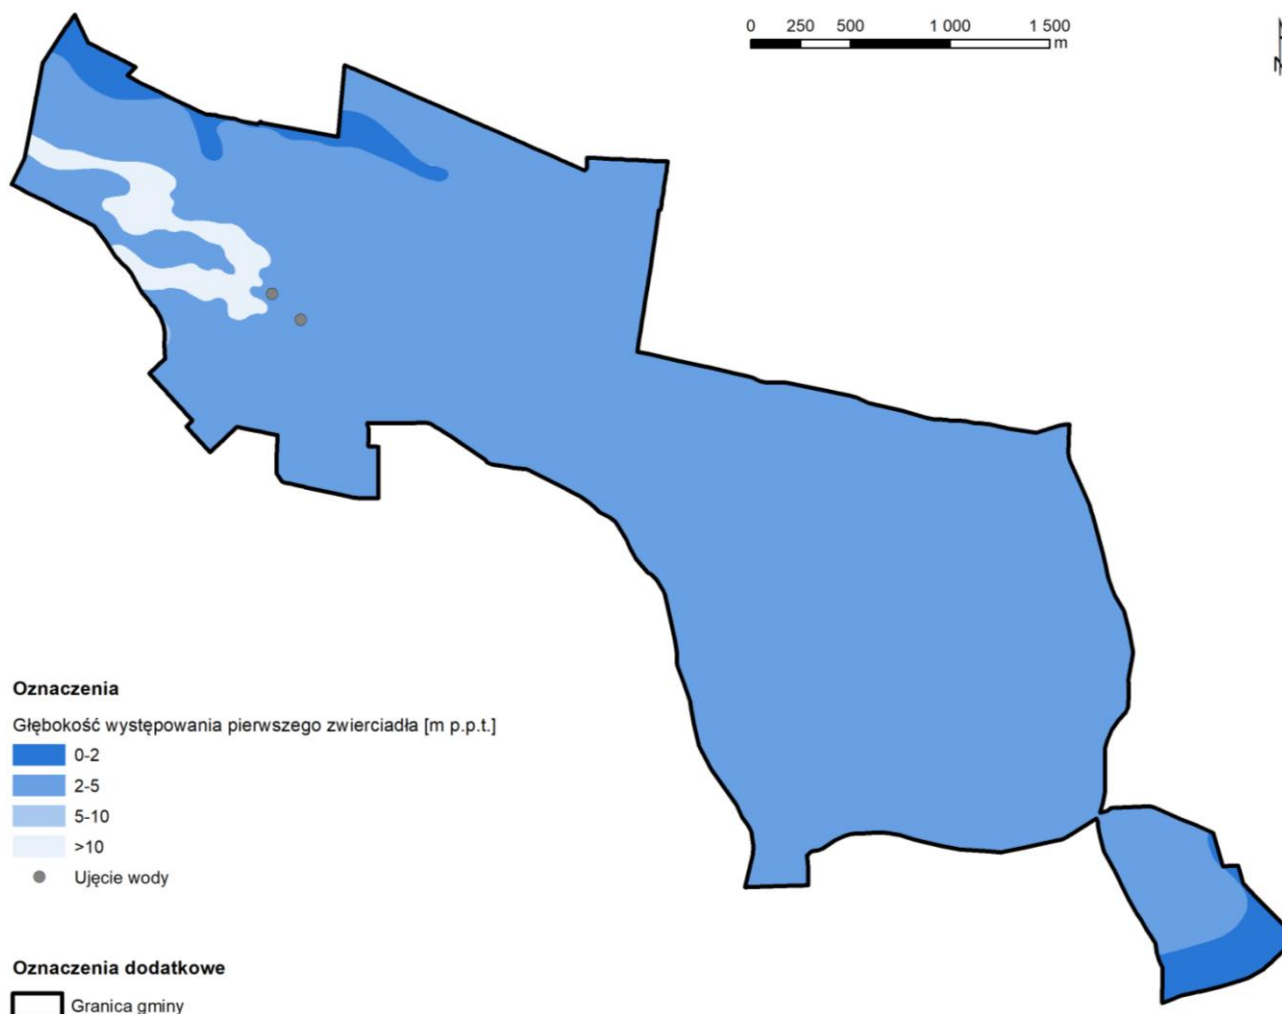 0 250 500 1 000 1 500
m
N
Oznaczenia
Głębokość występowania pierwszego zwierciadła [m p.p.t.]
0-2
2-5
5-10
>10
Ujęcie wody
Oznaczenia dodatkowe
Granica gminy